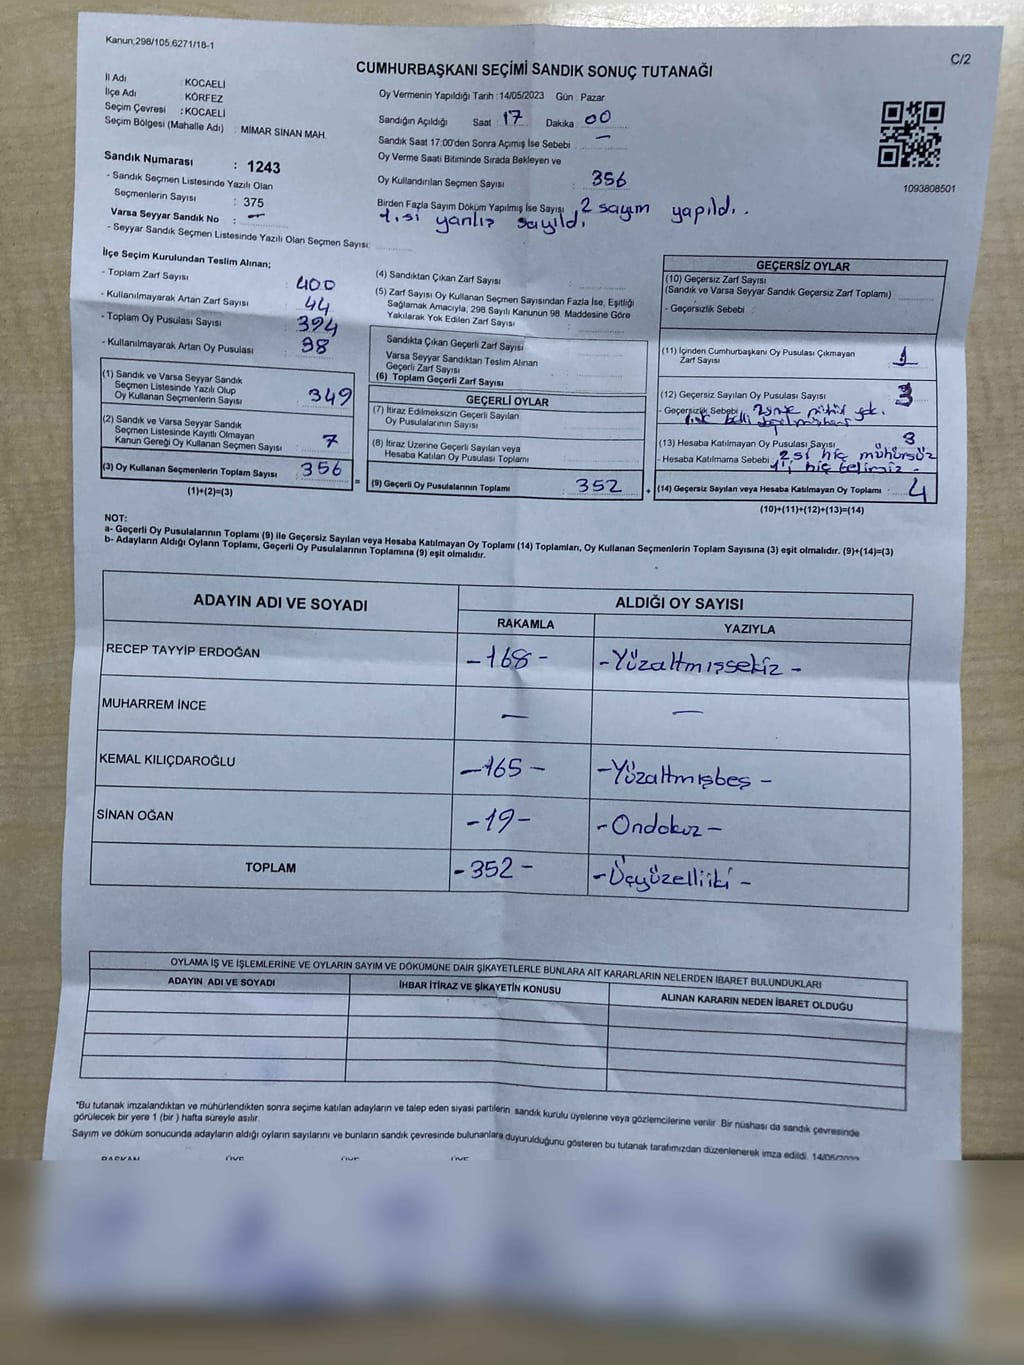 Kanun;298/105,6271/18-1
C/2
CUMHURBAŞKANI SEÇİMİ SANDIK SONUÇ TUTANAĞI
İl Adı : KOCAELİ
İlçe Adı : KÖRFEZ
Seçim Çevresi : KOCAELİ
Seçim Bölgesi (Mahalle Adı) : MİMAR SİNAN MAH.
Sandık Numarası : 1243
- Sandık Seçmen Listesinde Yazılı Olan
Seçmenlerin Sayısı : 375
Varsa Seyyar Sandık No : —
- Seyyar Sandık Seçmen Listesinde Yazılı Olan Seçmen Sayısı:
Oy Vermenin Yapıldığı Tarih : 14/05/2023 Gün : Pazar
Sandığın Açıldığı Saat : 17 Dakika : 00
Sandık Saat 17:00'den Sonra Açımış İse Sebebi : —
Oy Verme Saati Bitiminde Sırada Bekleyen ve
Oy Kullandırılan Seçmen Sayısı : 356
Birden Fazla Sayım Döküm Yapılmış İse Sayısı : 2 sayım yapıldı.
1.si yanlış sayıldı
1093808501
İlçe Seçim Kurulundan Teslim Alınan;
- Toplam Zarf Sayısı : 400
- Kullanılmayarak Artan Zarf Sayısı : 44
- Toplam Oy Pusulası Sayısı : 394
- Kullanılmayarak Artan Oy Pusulası : 38
(1) Sandık ve Varsa Seyyar Sandık
Seçmen Listesinde Yazılı Olup
Oy Kullanan Seçmenlerin Sayısı : 349
(2) Sandık ve Varsa Seyyar Sandık
Seçmen Listesinde Kayıtlı Olmayan
Kanun Gereği Oy Kullanan Seçmen Sayısı : 7
(3) Oy Kullanan Seçmenlerin Toplam Sayısı : 356
(1)+(2)=(3)
=
(4) Sandıktan Çıkan Zarf Sayısı :
(5) Zarf Sayısı Oy Kullanan Seçmen Sayısından Fazla İse, Eşitliği
Sağlamak Amacıyla, 298 Sayılı Kanunun 98. Maddesine Göre
Yakılarak Yok Edilen Zarf Sayısı :
Sandıkta Çıkan Geçerli Zarf Sayısı :
Varsa Seyyar Sandıktan Teslim Alınan
Geçerli Zarf Sayısı :
(6) Toplam Geçerli Zarf Sayısı :
GEÇERLİ OYLAR
(7) İtiraz Edilmeksizin Geçerli Sayılan
Oy Pusulalarının Sayısı :
(8) İtiraz Üzerine Geçerli Sayılan veya
Hesaba Katılan Oy Pusulası Toplamı :
(9) Geçerli Oy Pusulalarının Toplamı : 352
+
GEÇERSİZ OYLAR
(10) Geçersiz Zarf Sayısı
(Sandık ve Varsa Seyyar Sandık Geçersiz Zarf Toplamı)
- Geçersizlik Sebebi :
(11) İçinden Cumhurbaşkanı Oy Pusulası Çıkmayan
Zarf Sayısı : 1
(12) Geçersiz Sayılan Oy Pusulası Sayısı : 3
- Geçersizlik Sebebi : mühür yok.
belli
(13) Hesaba Katılmayan Oy Pusulası Sayısı : 3
- Hesaba Katılmama Sebebi : 2 si hiç mühürsüz
1'i hiç belirsiz.
(14) Geçersiz Sayılan veya Hesaba Katılmayan Oy Toplamı : 4
(10)+(11)+(12)+(13)=(14)
NOT:
a- Geçerli Oy Pusulalarının Toplamı (9) ile Geçersiz Sayılan veya Hesaba Katılmayan Oy Toplamı (14) Toplamları, Oy Kullanan Seçmenlerin Toplam Sayısına (3) eşit olmalıdır. (9)+(14)=(3)
b- Adayların Aldığı Oyların Toplamı, Geçerli Oy Pusulalarının Toplamına (9) eşit olmalıdır.
ADAYIN ADI VE SOYADI
ALDIĞI OY SAYISI
RAKAMLA
YAZIYLA
RECEP TAYYİP ERDOĞAN -168- -Yüzaltmışsekiz-
MUHARREM İNCE — —
KEMAL KILIÇDAROĞLU -165- -Yüzaltmışbeş-
SİNAN OĞAN -19- -Ondokuz-
TOPLAM -352- -Üçyüzelliiki-
OYLAMA İŞ VE İŞLEMLERİNE VE OYLARIN SAYIM VE DÖKÜMÜNE DAİR ŞİKAYETLERLE BUNLARA AİT KARARLARIN NELERDEN İBARET BULUNDUKLARI
ADAYIN ADI VE SOYADI
İHBAR İTİRAZ VE ŞİKAYETİN KONUSU
ALINAN KARARIN NEDEN İBARET OLDUĞU
*Bu tutanak imzalandıktan ve mühürlendikten sonra seçime katılan adayların ve talep eden siyasi partilerin sandık kurulu üyelerine veya gözlemcilerine verilir. Bir nüshası da sandık çevresinde
görülecek bir yere 1 (bir) hafta süreyle asılır.
Sayım ve döküm sonucunda adayların aldığı oyların sayılarını ve bunların sandık çevresinde bulunanlara duyurulduğunu gösteren bu tutanak tarafımızdan düzenlenerek imza edildi. 14/05/2023
BAŞKAN ÜYE ÜYE ÜYE